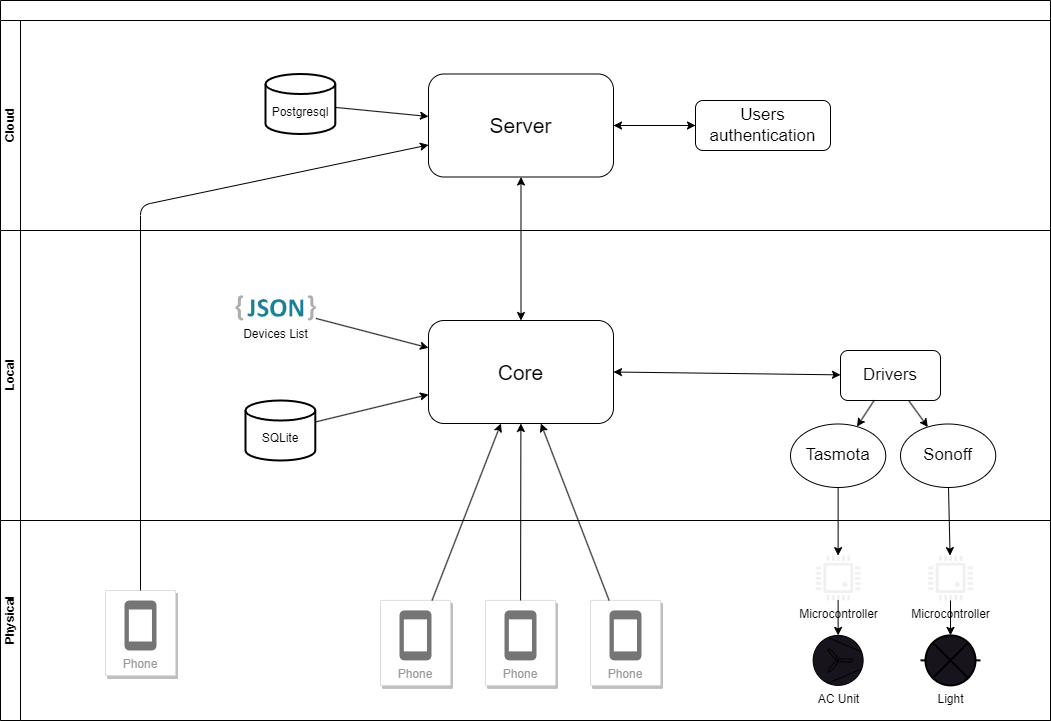 Cloud
Postgresql
Server
Users
authentication
Local
{JSON}
Devices List
Core
Drivers
SQLite
Tasmota
Sonoff
Physical
Phone
Phone
Phone
Phone
Microcontroller
Microcontroller
AC Unit
Light